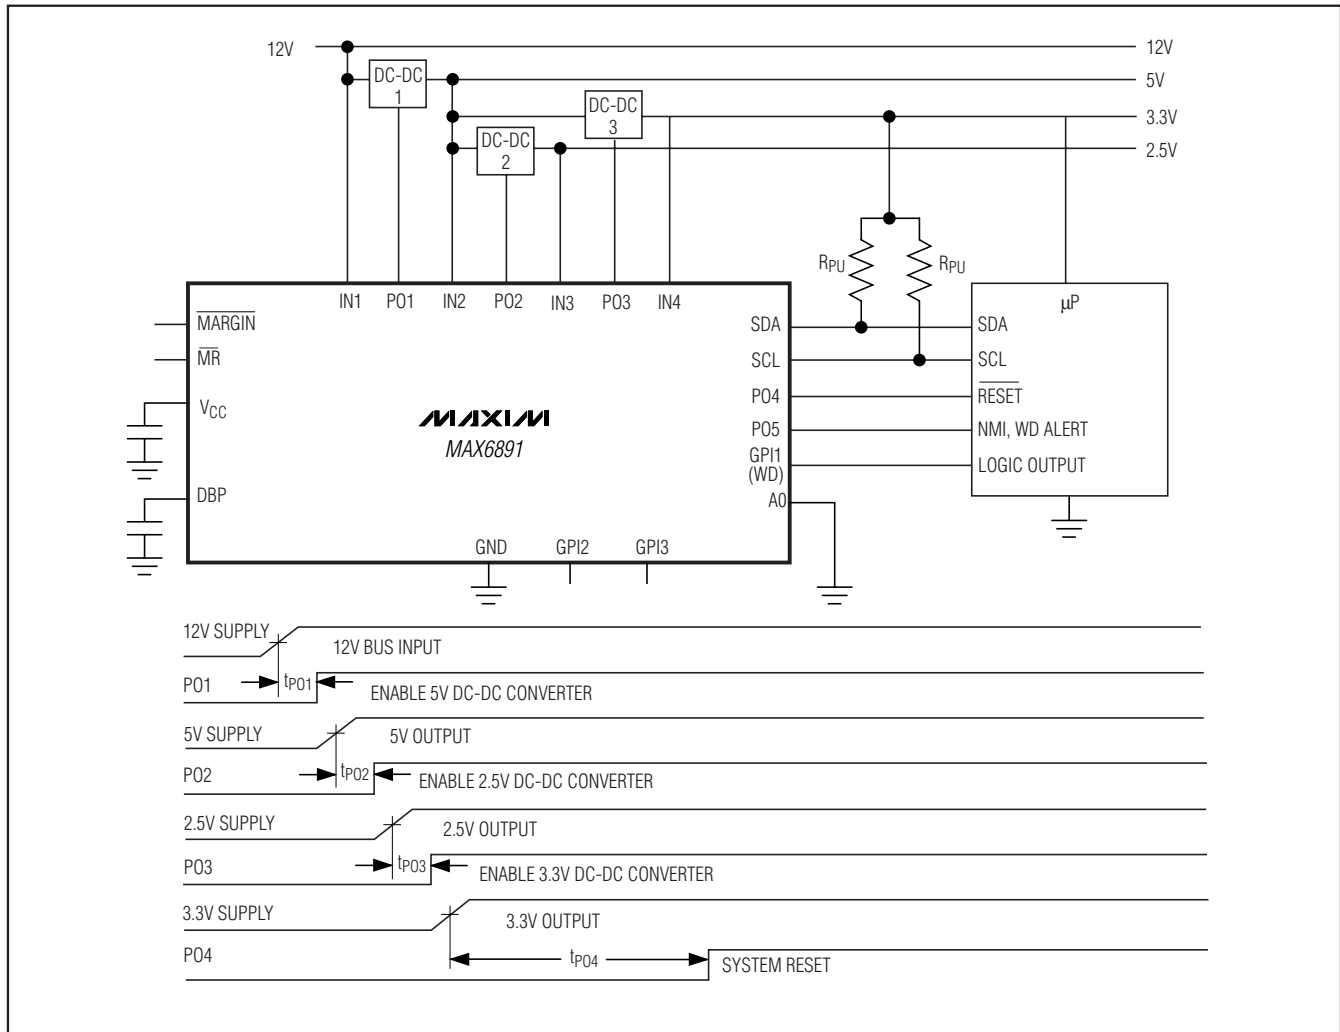 12V
12V
DC-DC
1
5V
DC-DC
3
3.3V
DC-DC
2
2.5V
RPU
RPU
IN1 PO1 IN2 PO2 IN3 PO3 IN4
µP
MARGIN
SDA
SDA
MR
SCL
SCL
VCC
PO4
RESET
MAXIM
MAX6891
PO5
NMI, WD ALERT
GPI1
(WD)
LOGIC OUTPUT
DBP
A0
GND GPI2 GPI3
12V SUPPLY
12V BUS INPUT
PO1
tPO1
ENABLE 5V DC-DC CONVERTER
5V SUPPLY
5V OUTPUT
PO2
tPO2
ENABLE 2.5V DC-DC CONVERTER
2.5V SUPPLY
2.5V OUTPUT
PO3
tPO3
ENABLE 3.3V DC-DC CONVERTER
3.3V SUPPLY
3.3V OUTPUT
PO4
tPO4
SYSTEM RESET